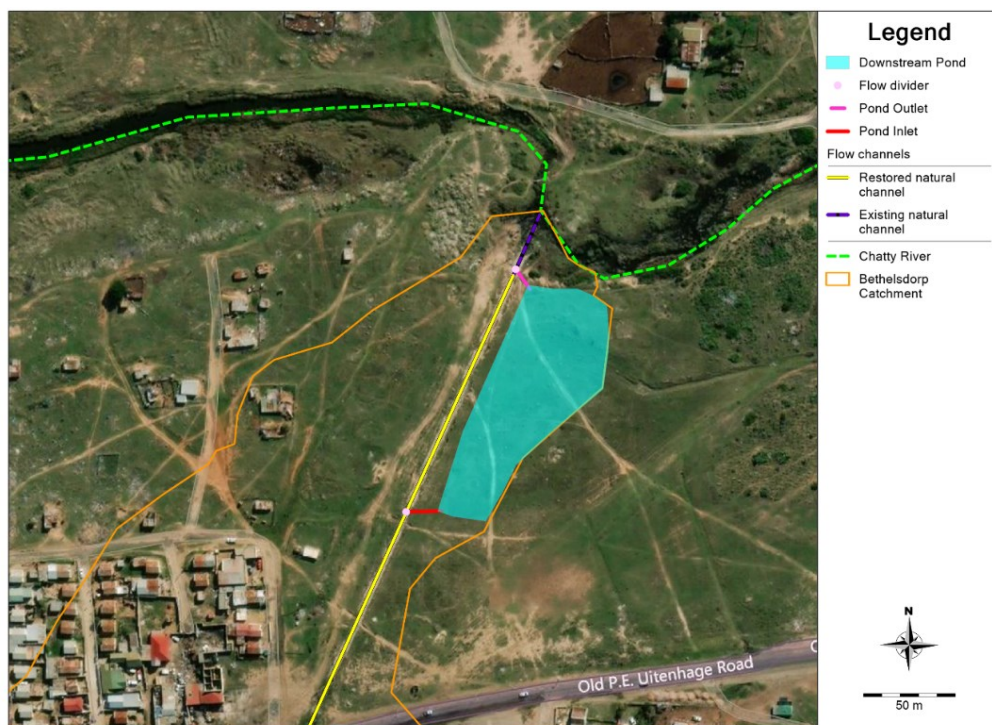 Legend
Downstream Pond
Flow divider
Pond Outlet
Pond Inlet
Flow channels
Restored natural
channel
Existing natural
channel
Chatty River
Bethelsdorp
Catchment
Old P.E. Uitenhage Road
N
50 m